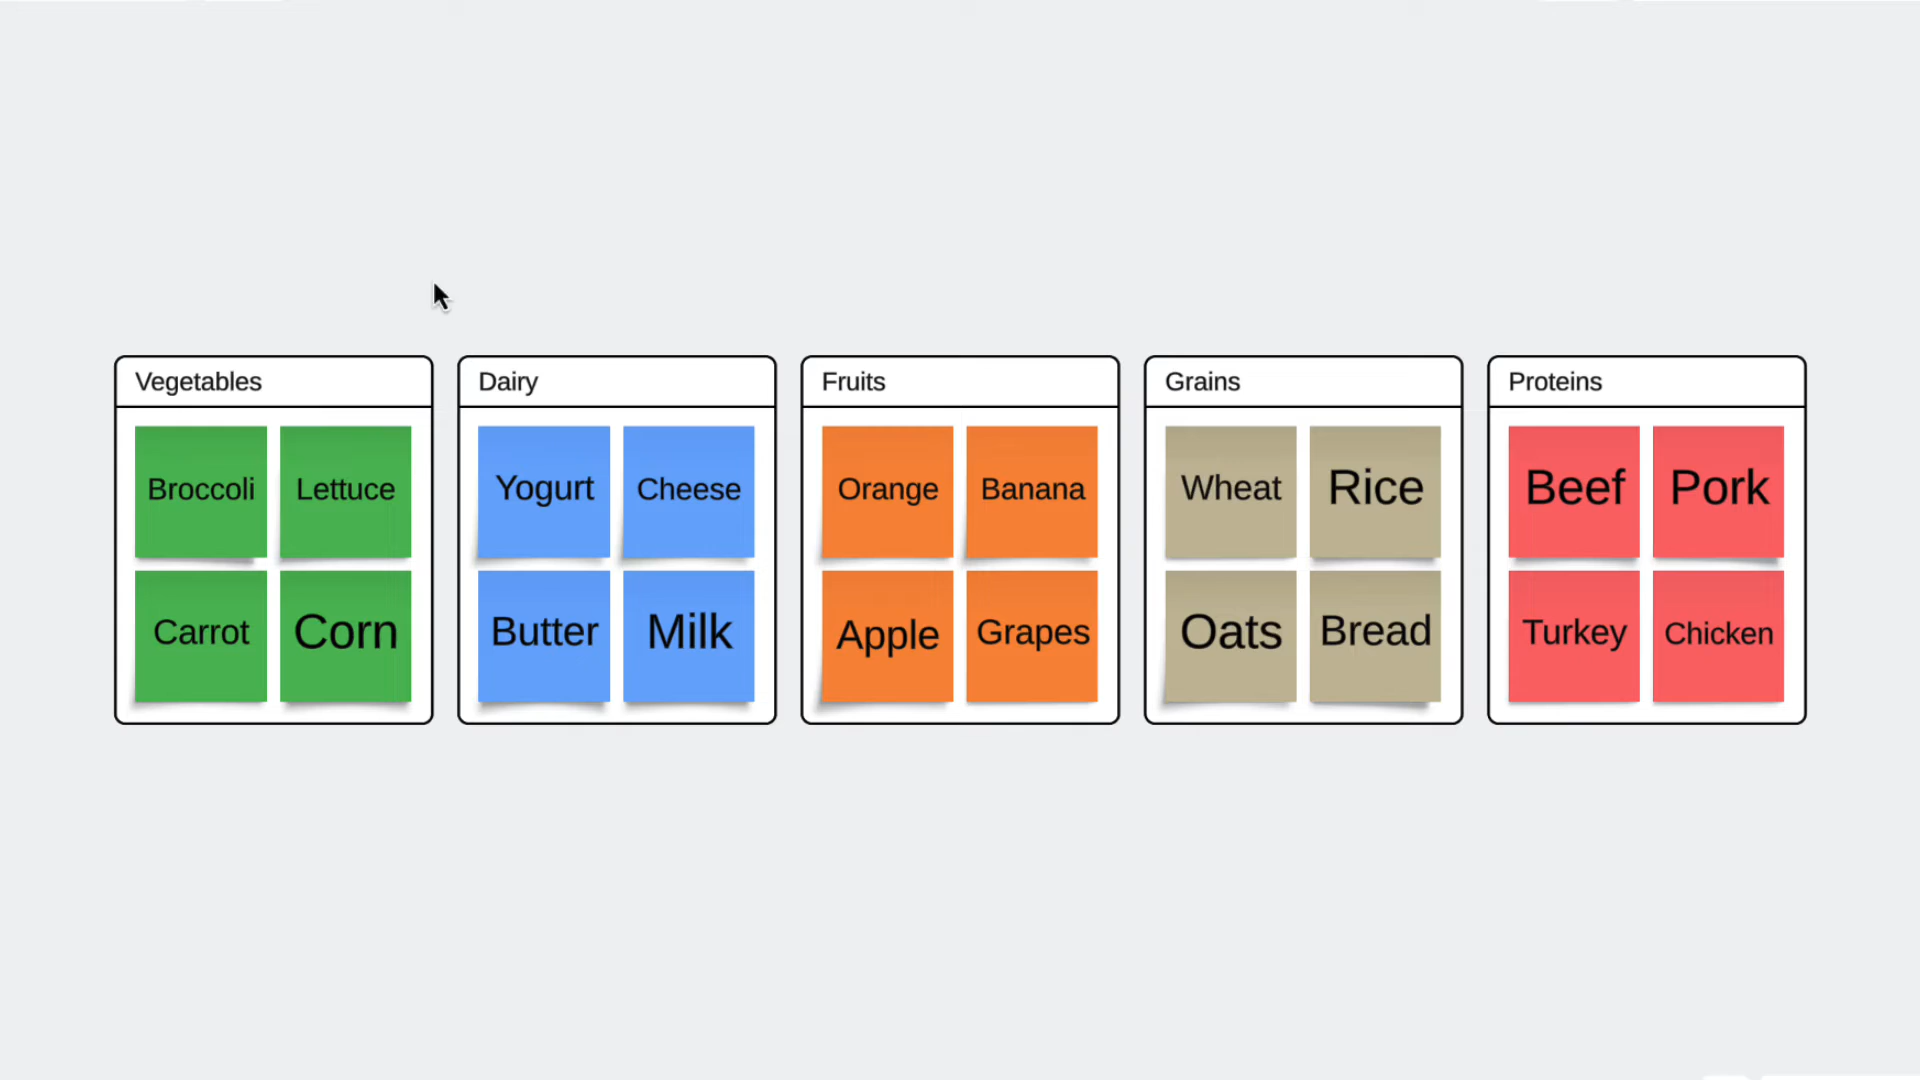 Vegetables
Broccoli
Lettuce
Carrot
Corn
Dairy
Yogurt
Cheese
Butter
Milk
Fruits
Orange
Banana
Apple
Grapes
Grains
Wheat
Rice
Oats
Bread
Proteins
Beef
Pork
Turkey
Chicken